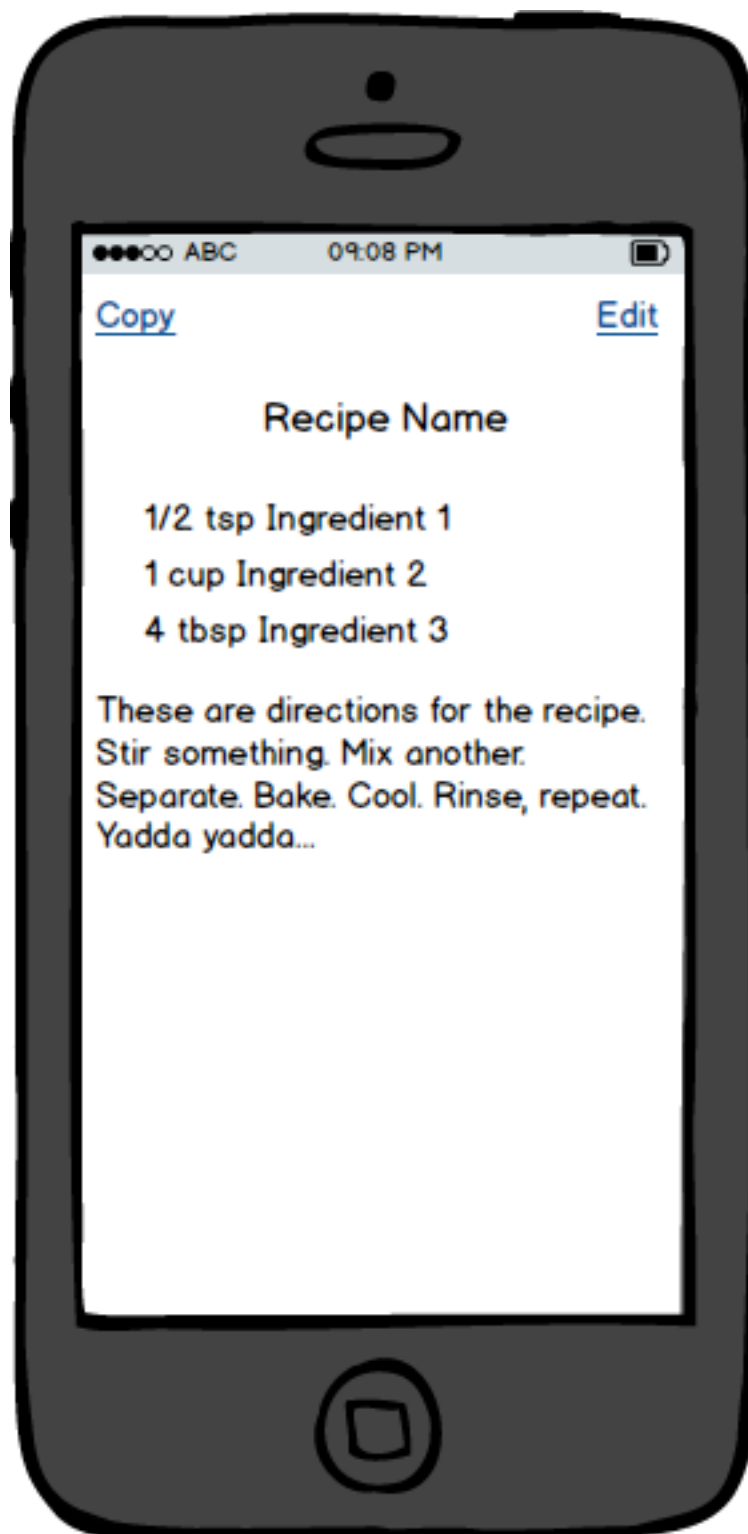 ABC 09:08 PM
Copy Edit
Recipe Name
1/2 tsp Ingredient 1
1 cup Ingredient 2
4 tbsp Ingredient 3
These are directions for the recipe.
Stir something. Mix another.
Separate. Bake. Cool. Rinse, repeat.
Yadda yadda...